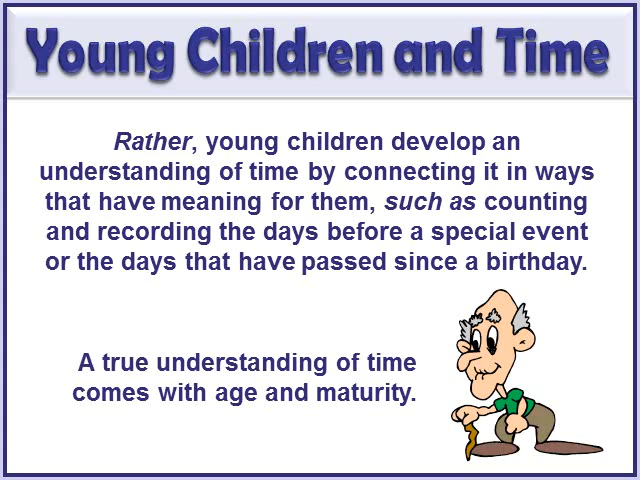 Young Children and Time
Rather, young children develop an
understanding of time by connecting it in ways
that have meaning for them, such as counting
and recording the days before a special event
or the days that have passed since a birthday.
A true understanding of time
comes with age and maturity.